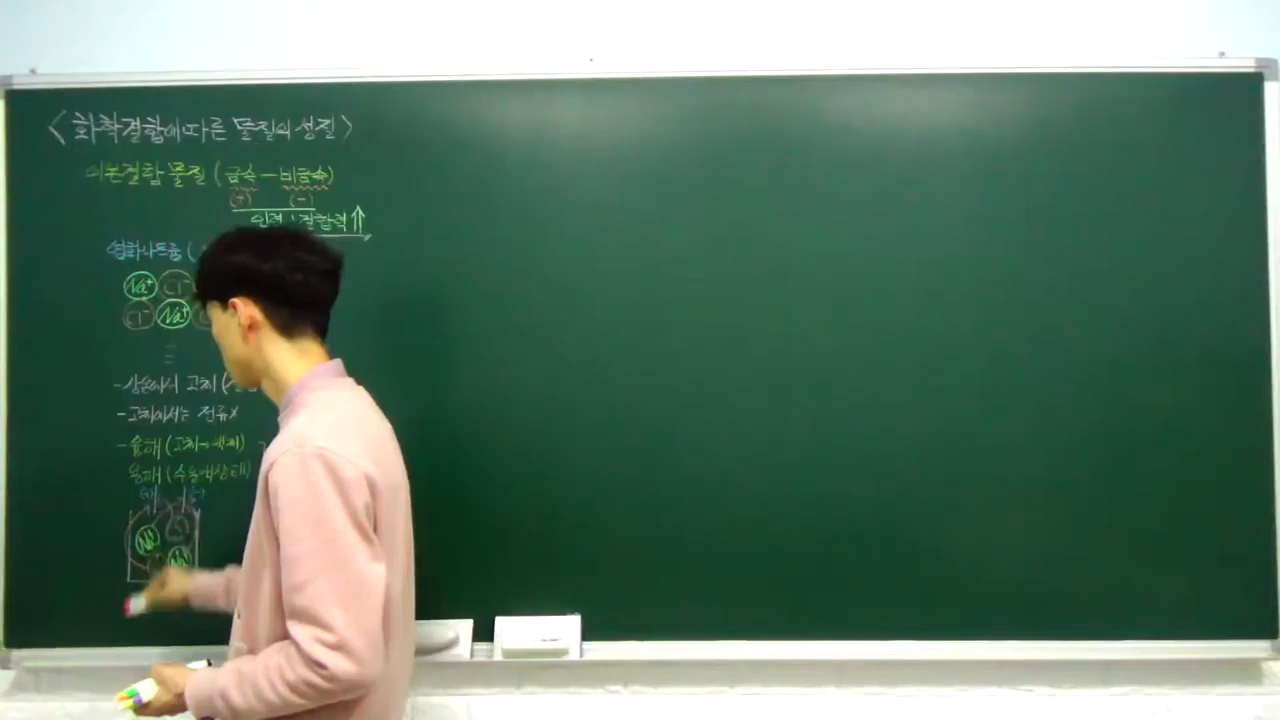 <화학결합에 따른 물질의 성질>
이온결합 물질 (금속 - 비금속)
(+) (-)
인력 결합력 ⇑
염화나트륨 (
Na+ Cl-
Cl- Na+
- 상온에서 고체 (
- 고체에서는 전류 x
- 융해 (고체→액체)
용해 (수용액상태)
(+) (-)